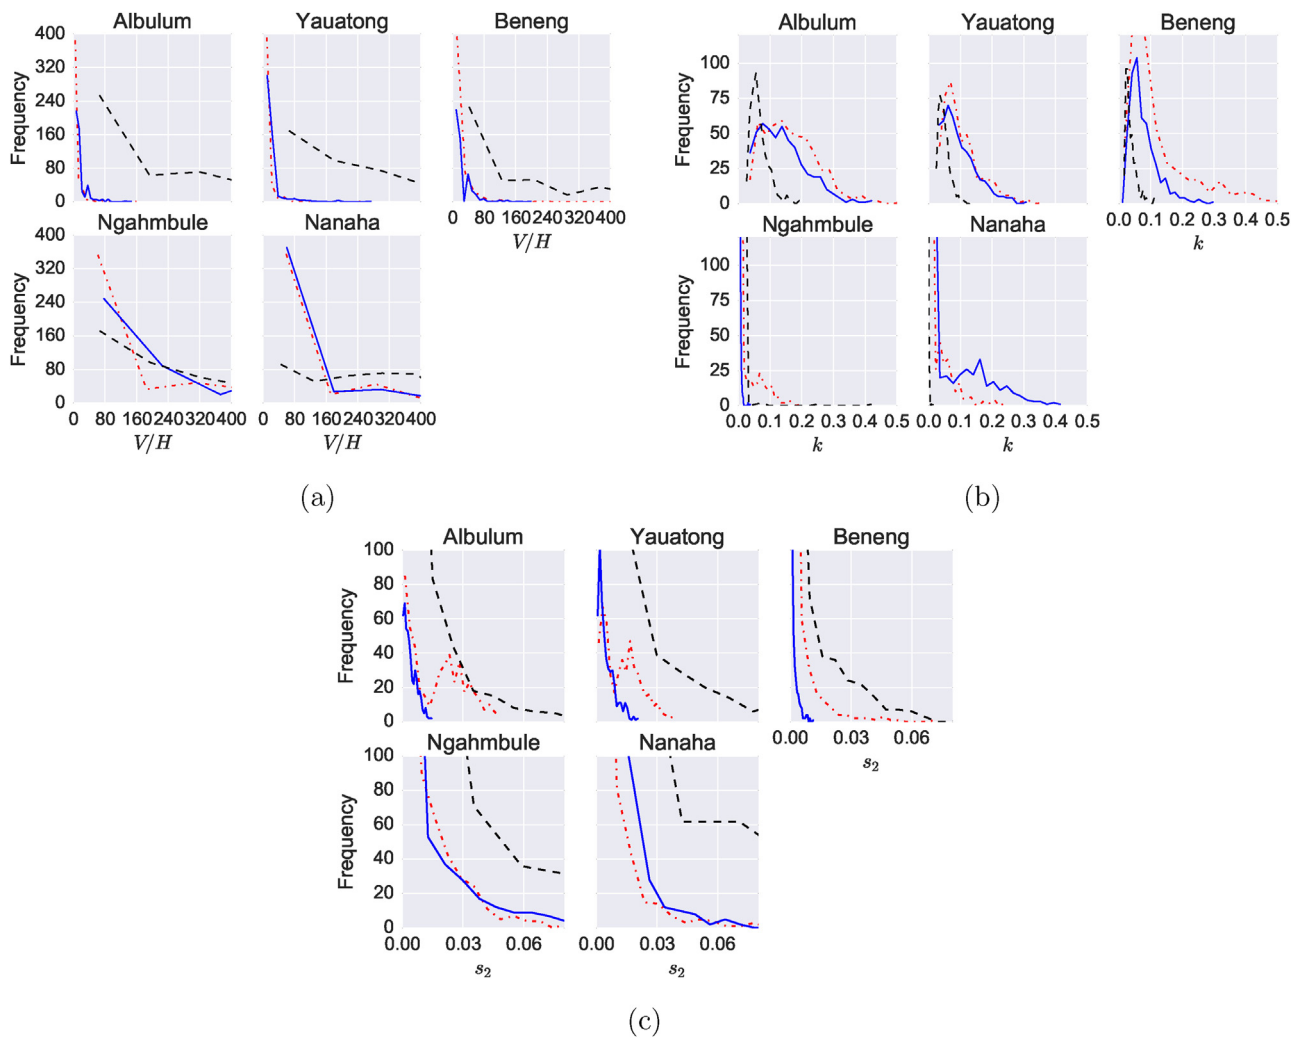 Albulum Yauatong Beneng
400
320
240
160
80
0
Frequency
0 80 160 240 320 400
V/H
Ngahmbule Nanaha
400
320
240
160
80
0
Frequency
0 80 160 240 320 400 0 80 160 240 320 400
V/H V/H
(a)
Albulum Yauatong Beneng
100
75
50
25
0
Frequency
0.0 0.1 0.2 0.3 0.4 0.5
k
Ngahmbule Nanaha
100
75
50
25
0
Frequency
0.0 0.1 0.2 0.3 0.4 0.5 0.0 0.1 0.2 0.3 0.4 0.5
k k
(b)
Albulum Yauatong Beneng
100
80
60
40
20
0
Frequency
0.00 0.03 0.06
s₂
Ngahmbule Nanaha
100
80
60
40
20
0
Frequency
0.00 0.03 0.06 0.00 0.03 0.06
s₂ s₂
(c)